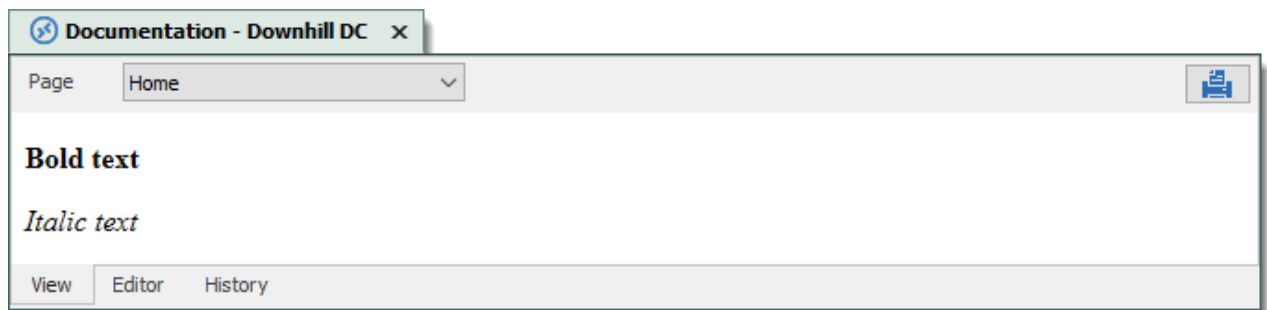 Documentation - Downhill DC
Page Home
Bold text
Italic text
View Editor History